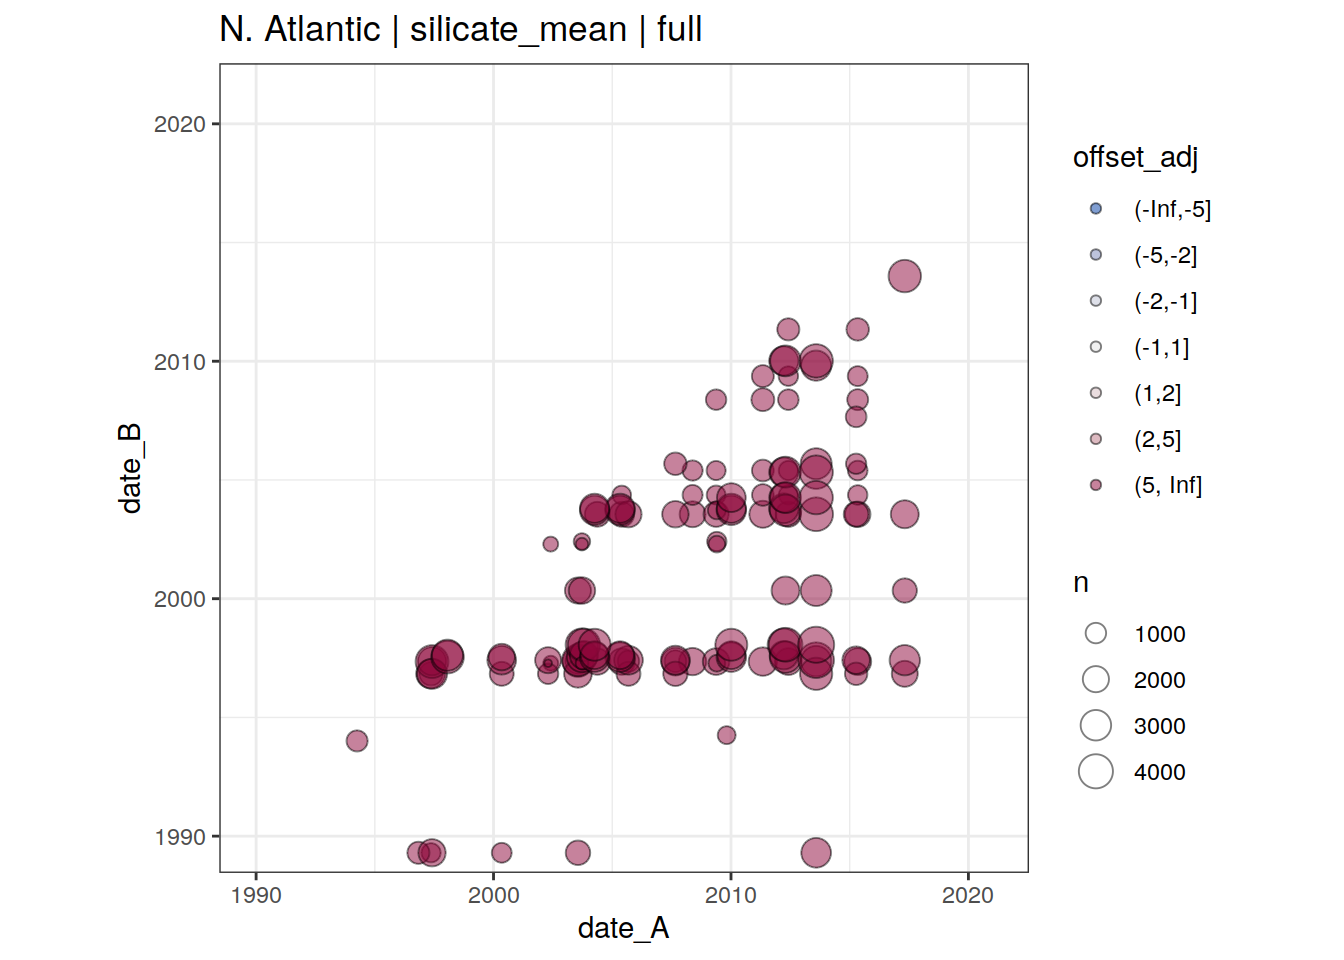 N. Atlantic | silicate_mean | full
2020
2010
2000
1990
date_B
1990
2000
2010
2020
date_A
offset_adj
(-Inf,-5]
(-5,-2]
(-2,-1]
(-1,1]
(1,2]
(2,5]
(5, Inf]
n
1000
2000
3000
4000